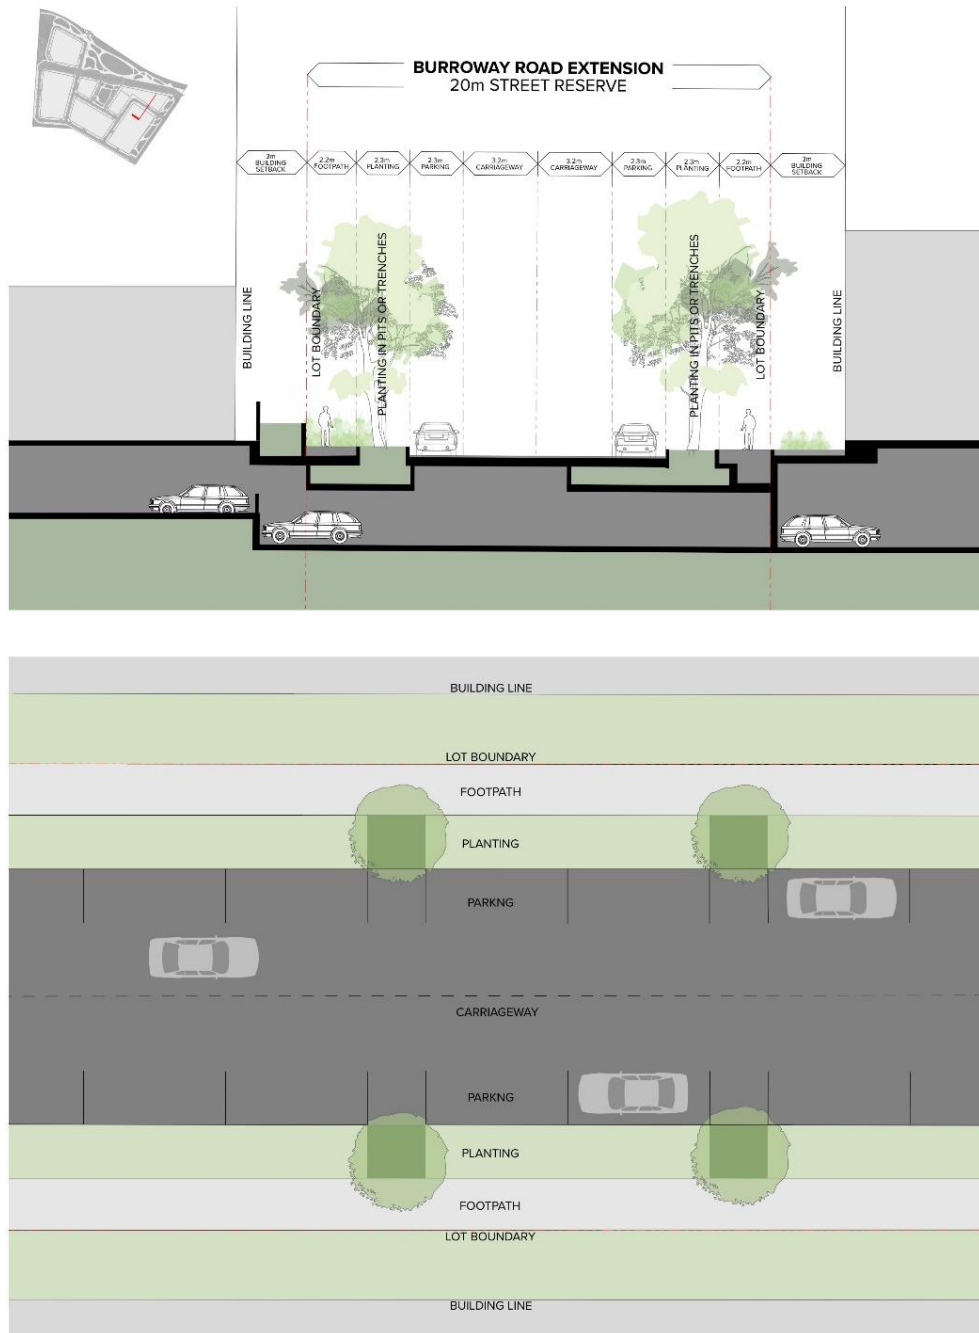 BURROWAY ROAD EXTENSION
20m STREET RESERVE
3m
BUILDING
SETBACK
2.2m
FOOTPATH
2.3m
PLANTING
2.3m
PARKING
3.2m
CARRIAGEWAY
3.2m
CARRIAGEWAY
2.3m
PARKING
2.3m
PLANTING
2.2m
FOOTPATH
3m
BUILDING
SETBACK
BUILDING LINE
LOT BOUNDARY
PLANTING IN PITS OR TRENCHES
PLANTING IN PITS OR TRENCHES
LOT BOUNDARY
BUILDING LINE
BUILDING LINE
LOT BOUNDARY
FOOTPATH
PLANTING
PARKNG
CARRIAGEWAY
PARKNG
PLANTING
FOOTPATH
LOT BOUNDARY
BUILDING LINE